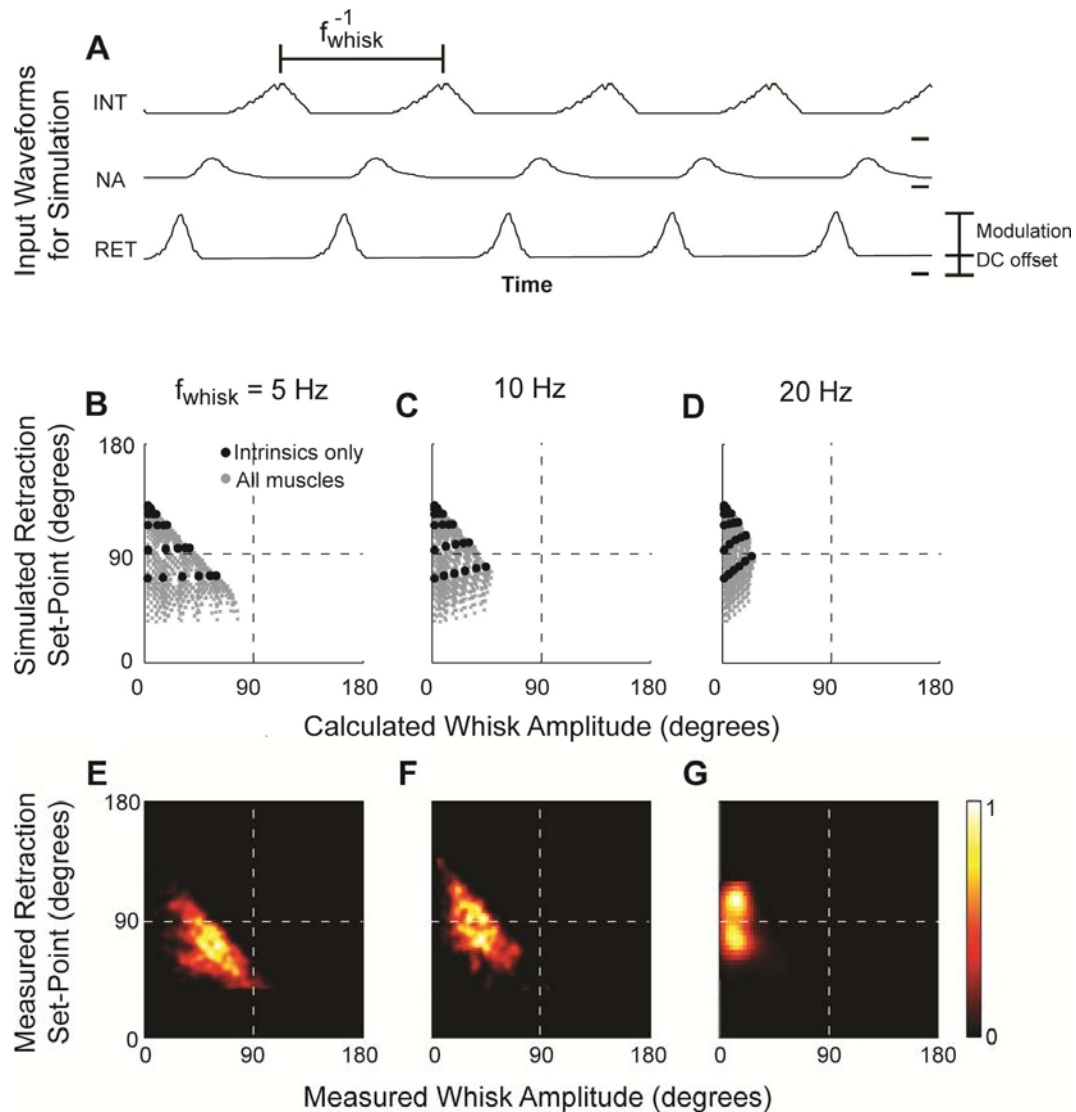 A
f whisk -1
Input Waveforms
for Simulation
INT
NA
RET
Modulation
DC offset
Time
B
f whisk = 5 Hz
C
10 Hz
D
20 Hz
Simulated Retraction
Set-Point (degrees)
180
90
0
Intrinsics only
All muscles
0 90 180
0 90 180
0 90 180
Calculated Whisk Amplitude (degrees)
E
F
G
Measured Retraction
Set-Point (degrees)
180
90
0
1
0
0 90 180
0 90 180
0 90 180
Measured Whisk Amplitude (degrees)